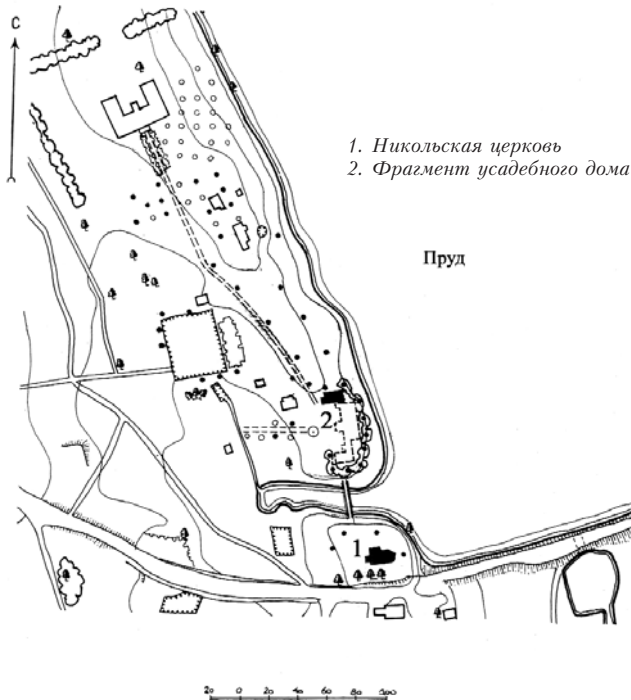 С
1. Никольская церковь
2. Фрагмент усадебного дома
Пруд
2
1
20 0 20 40 60 80 100